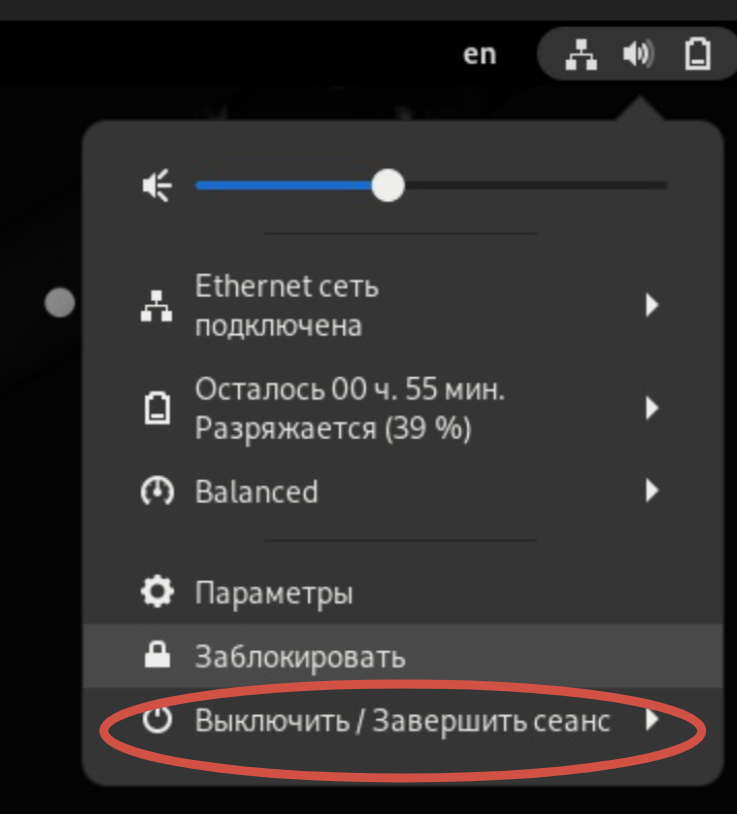 en
Ethernet сеть
подключена
Осталось 00 ч. 55 мин.
Разряжается (39 %)
Balanced
Параметры
Заблокировать
Выключить / Завершить сеанс